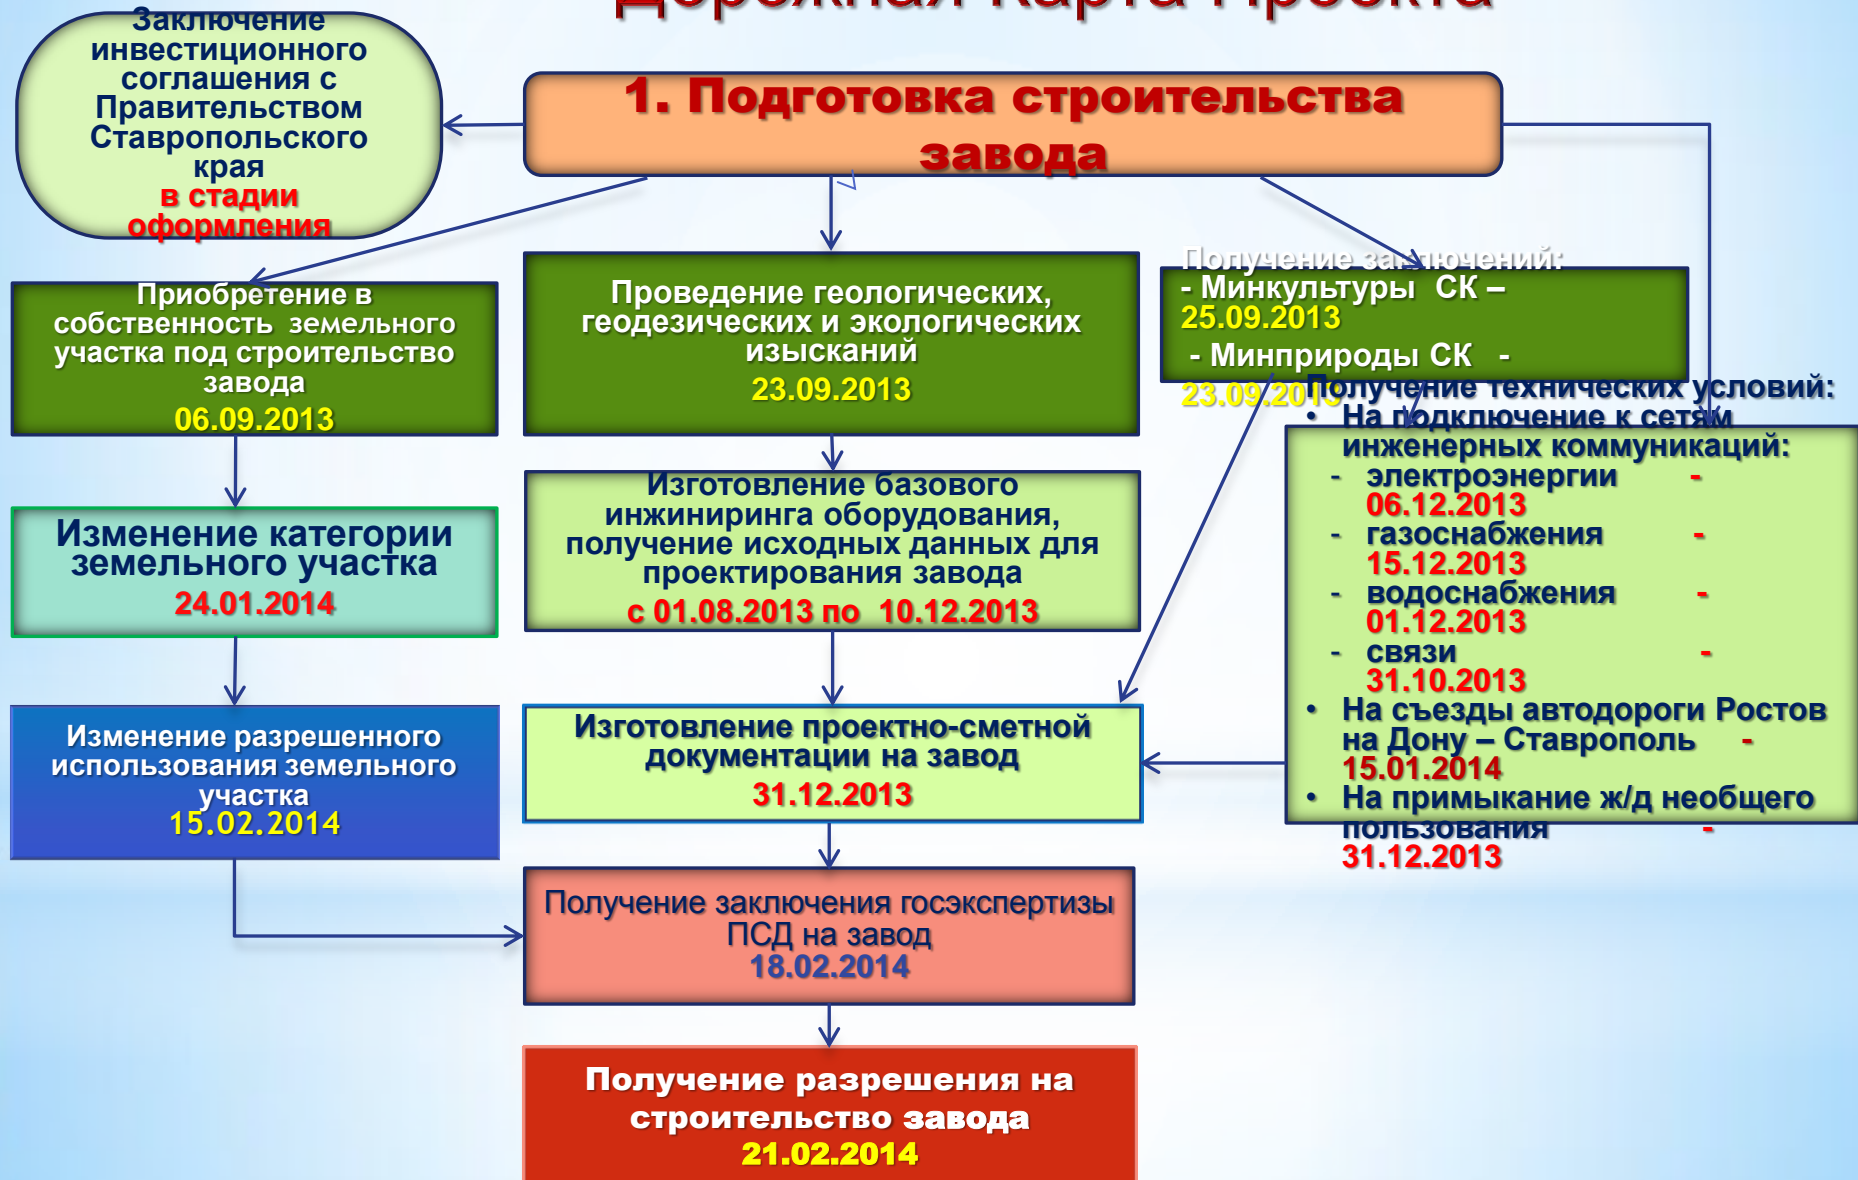 Дорожная карта Проекта
Заключение
инвестиционного
соглашения с
Правительством
Ставропольского
края
в стадии
оформления
1. Подготовка строительства
завода
Приобретение в
собственность земельного
участка под строительство
завода
06.09.2013
Проведение геологических,
геодезических и экологических
изысканий
23.09.2013
Получение заключений:
- Минкультуры СК –
25.09.2013
- Минприроды СК -
23.09.2013
Получение технических условий:
• На подключение к сетям
инженерных коммуникаций:
- электроэнергии -
06.12.2013
- газоснабжения -
15.12.2013
- водоснабжения -
01.12.2013
- связи -
31.10.2013
• На съезды автодороги Ростов
на Дону – Ставрополь -
15.01.2014
• На примыкание ж/д необщего
пользования -
31.12.2013
Изменение категории
земельного участка
24.01.2014
Изготовление базового
инжиниринга оборудования,
получение исходных данных для
проектирования завода
с 01.08.2013 по 10.12.2013
Изменение разрешенного
использования земельного
участка
15.02.2014
Изготовление проектно-сметной
документации на завод
31.12.2013
Получение заключения госэкспертизы
ПСД на завод
18.02.2014
Получение разрешения на
строительство завода
21.02.2014